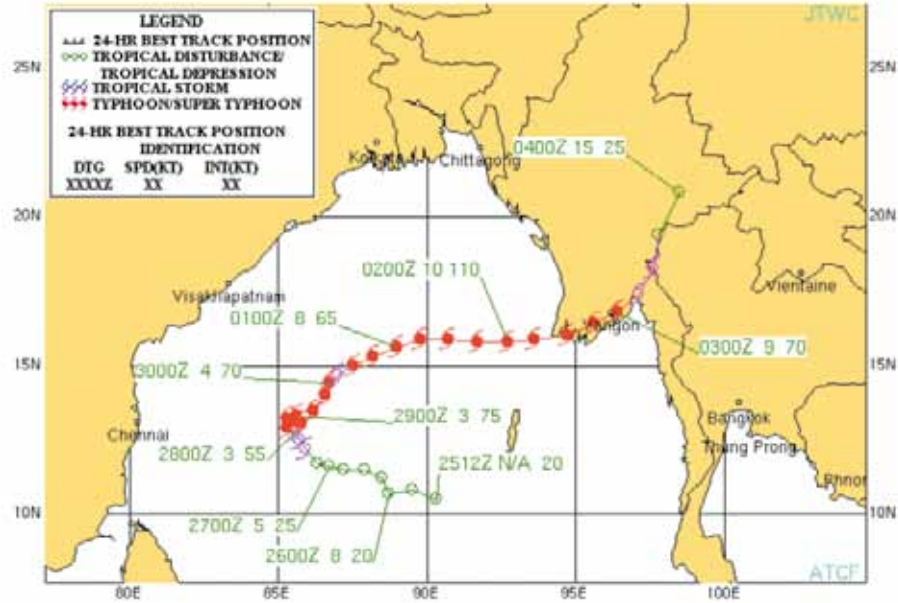 JTWC
LEGEND
24-HR BEST TRACK POSITION
TROPICAL DISTURBANCE/
TROPICAL DEPRESSION
TROPICAL STORM
TYPHOON/SUPER TYPHOON
24-HR BEST TRACK POSITION
IDENTIFICATION
DTG SPD(KT) INT(KT)
XXXXZ XX XX
25N
Chittagong
0400Z 15 25
20N
20N
0200Z 10 110
Visakhapatnam
Vientaine
0100Z 8 65
0300Z 9 70
15N
15N
3000Z 4 70
2900Z 3 75
Bangkok
Chennai
Thung Prong
2800Z 3 55
2512Z N/A 20
2700Z 5 25
10N
10N
2600Z 8 20
ATCF
80E 85E 90E 95E 100E